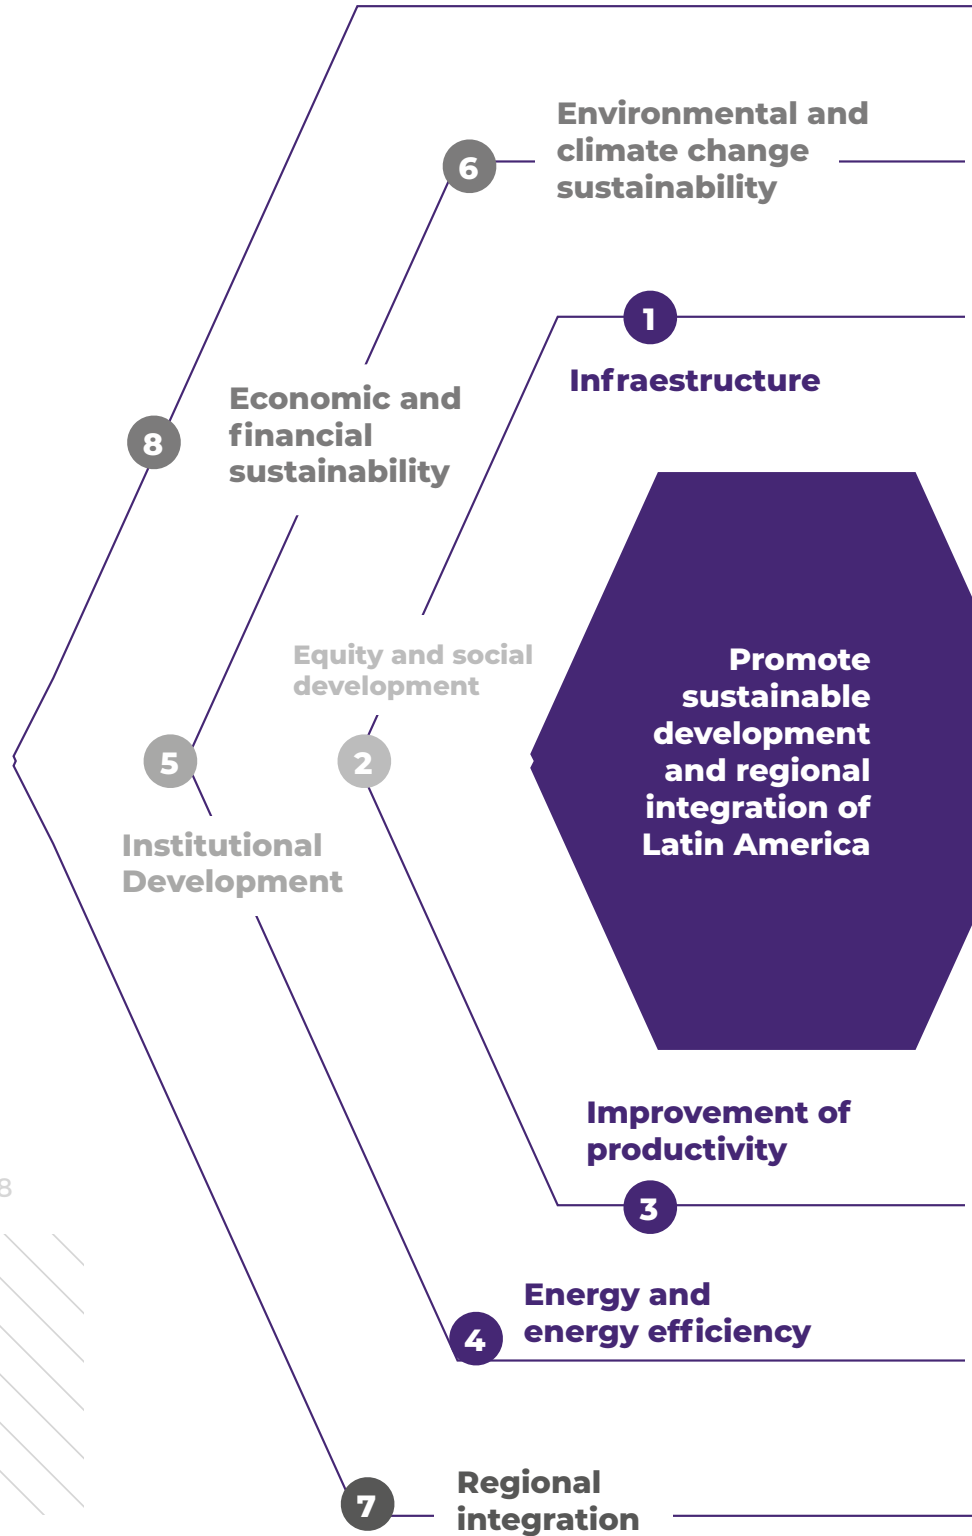 6
Environmental and
climate change
sustainability
1
Infraestructure
8
Economic and
financial
sustainability
5
Institutional
Development
2
Equity and social
development
Promote
sustainable
development
and regional
integration of
Latin America
Improvement of
productivity
3
8
4
Energy and
energy efficiency
7
Regional
integration